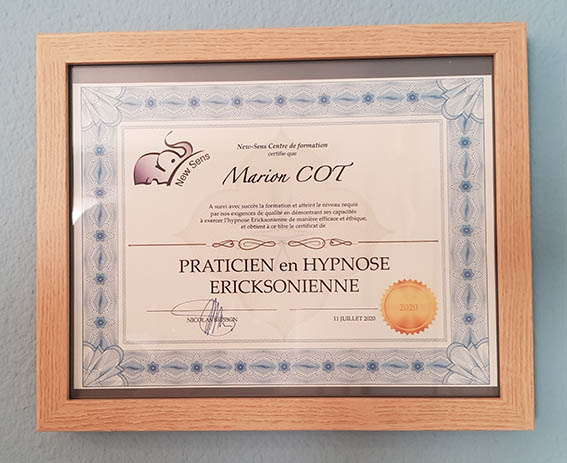 New Sens
New-Sens Centre de formation
certifie que
Marion COT
A suivi avec succès la formation et atteint le niveau requis
par nos exigences de qualité en démontrant ses capacités
à exercer l'hypnose Ericksonienne de manière efficace et éthique,
et obtient à ce titre le certificat de
PRATICIEN en HYPNOSE
ERICKSONIENNE
2020
NICOLAS
11 JUILLET 2020